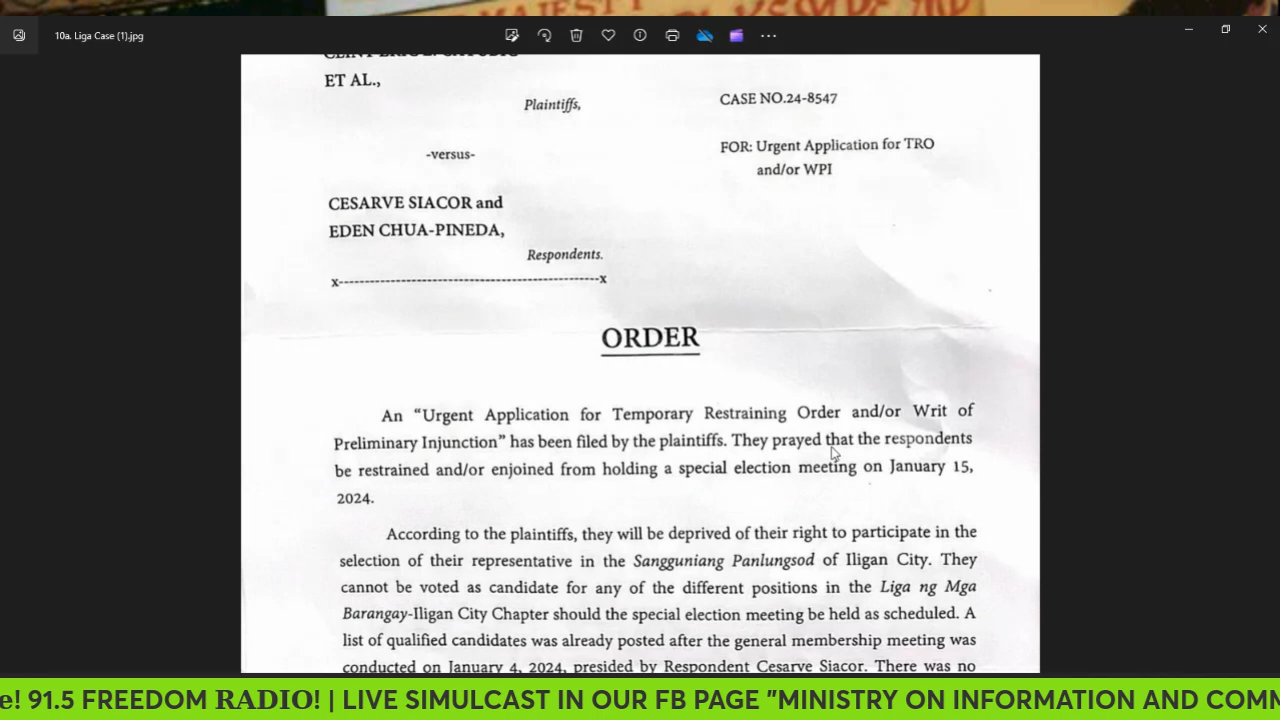 MAJESTY
10a. Liga Case (1).jpg
ET AL.,
Plaintiffs,
CASE NO.24-8547
-versus-
FOR: Urgent Application for TRO
and/or WPI
CESARVE SIACOR and
EDEN CHUA-PINEDA,
Respondents.
x--------------------------------------------------x
ORDER
An “Urgent Application for Temporary Restraining Order and/or Writ of
Preliminary Injunction” has been filed by the plaintiffs. They prayed that the respondents
be restrained and/or enjoined from holding a special election meeting on January 15,
2024.
According to the plaintiffs, they will be deprived of their right to participate in the
selection of their representative in the Sangguniang Panlungsod of Iligan City. They
cannot be voted as candidate for any of the different positions in the Liga ng Mga
Barangay-Iligan City Chapter should the special election meeting be held as scheduled. A
list of qualified candidates was already posted after the general membership meeting was
conducted on January 4, 2024, presided by Respondent Cesarve Siacor. There was no
e! 91.5 FREEDOM RADIO! | LIVE SIMULCAST IN OUR FB PAGE "MINISTRY ON INFORMATION AND COMM